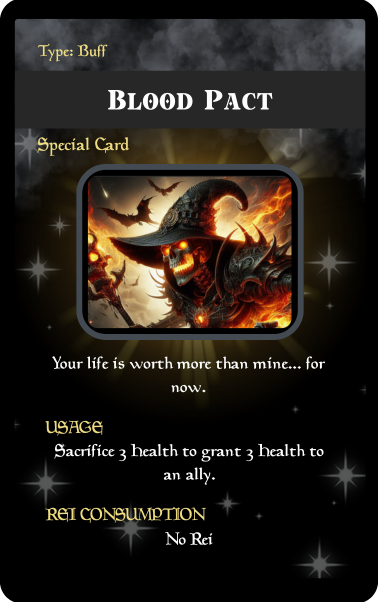 Type: Buff
Blood Pact
Special Card
Your life is worth more than mine... for
now.
USAGE
Sacrifice 3 health to grant 3 health to
an ally.
REI CONSUMPTION
No Rei